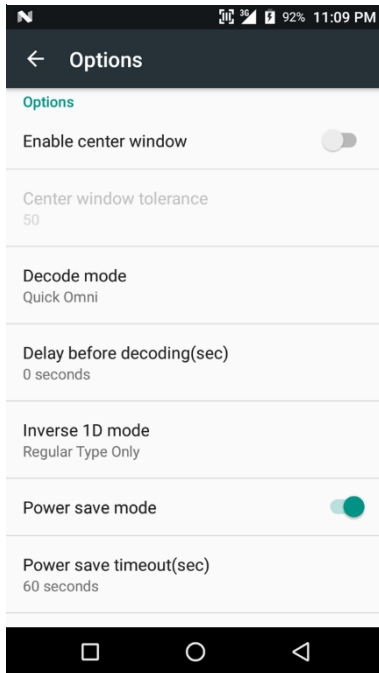 3G 92% 11:09 PM
Options
Options
Enable center window
Center window tolerance
50
Decode mode
Quick Omni
Delay before decoding(sec)
0 seconds
Inverse 1D mode
Regular Type Only
Power save mode
Power save timeout(sec)
60 seconds